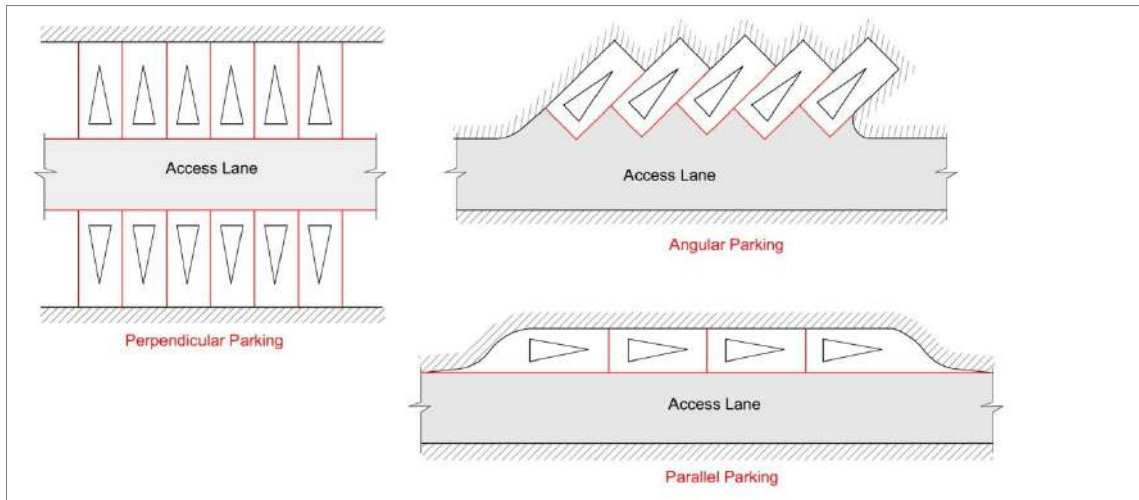 Access Lane
Perpendicular Parking
Access Lane
Angular Parking
Access Lane
Parallel Parking